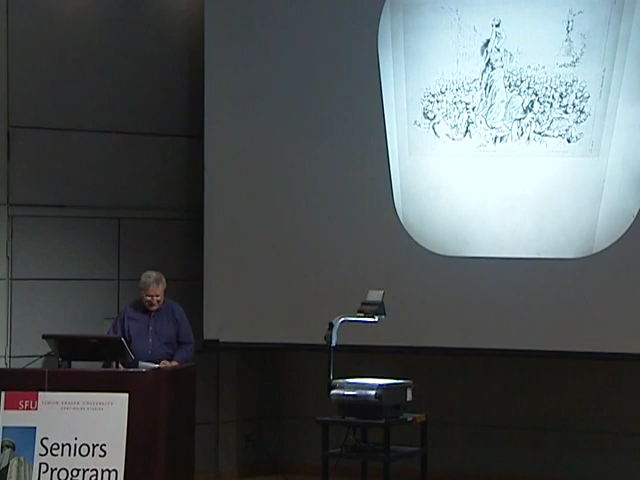 SFU
SIMON FRASER UNIVERSITY
CONTINUING STUDIES
Seniors
Program